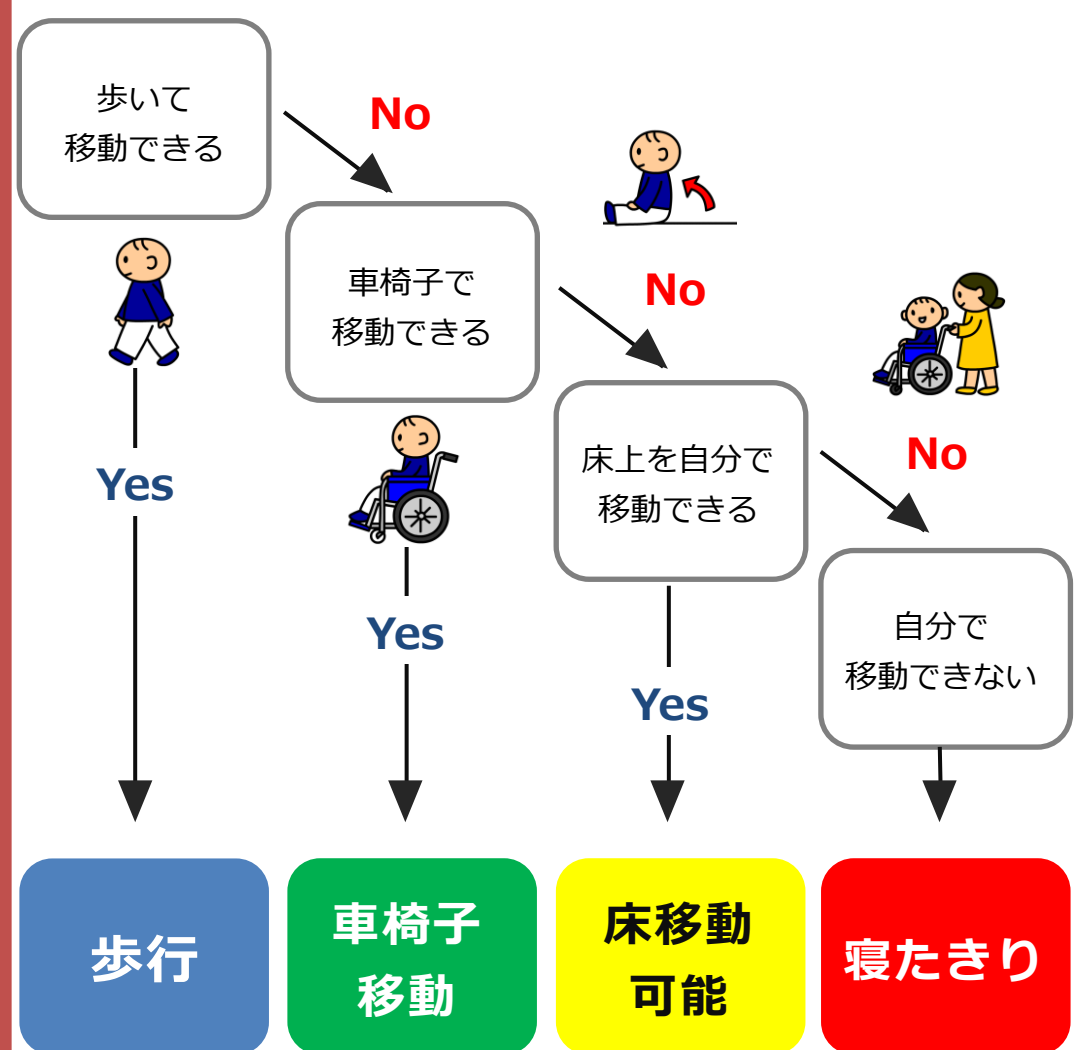 歩いて
移動できる
No
車椅子で
移動できる
No
床上を自分で
移動できる
No
自分で
移動できない
Yes
Yes
Yes
歩行
車椅子
移動
床移動
可能
寝たきり